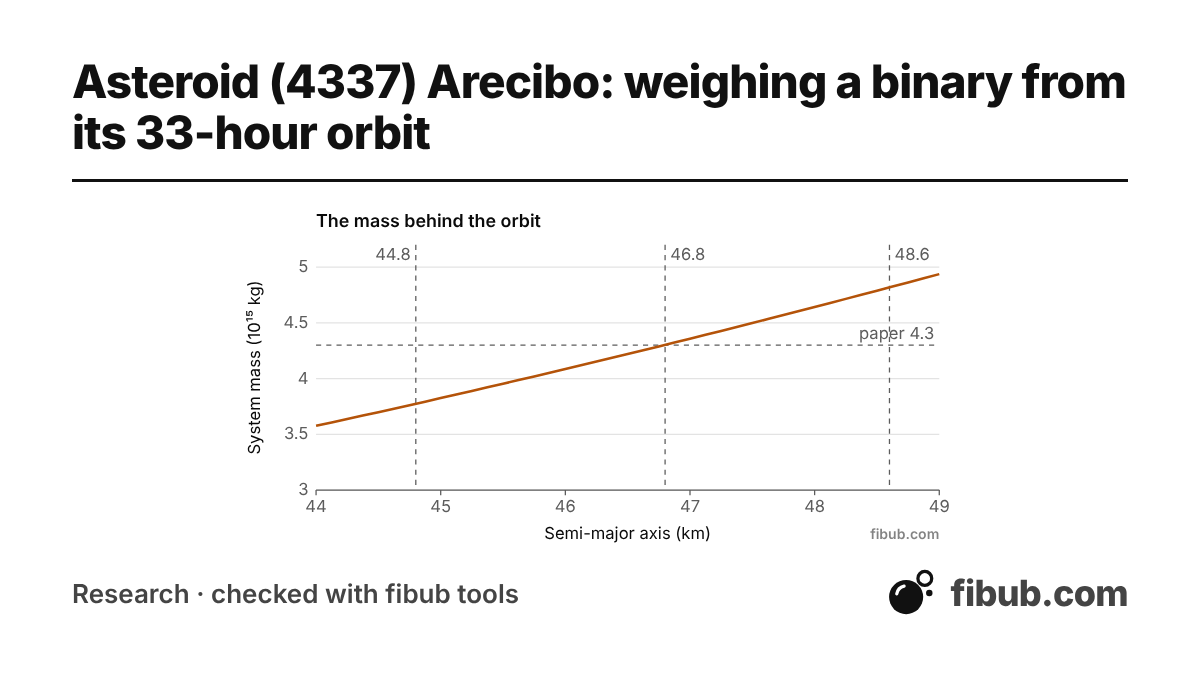 Asteroid (4337) Arecibo: weighing a binary from
its 33-hour orbit
The mass behind the orbit
44.8
46.8
48.6
5
4.5
4
3.5
3
paper 4.3
System mass (10¹⁵ kg)
44
45
46
47
48
49
Semi-major axis (km)
fibub.com
Research · checked with fibub tools
fibub.com